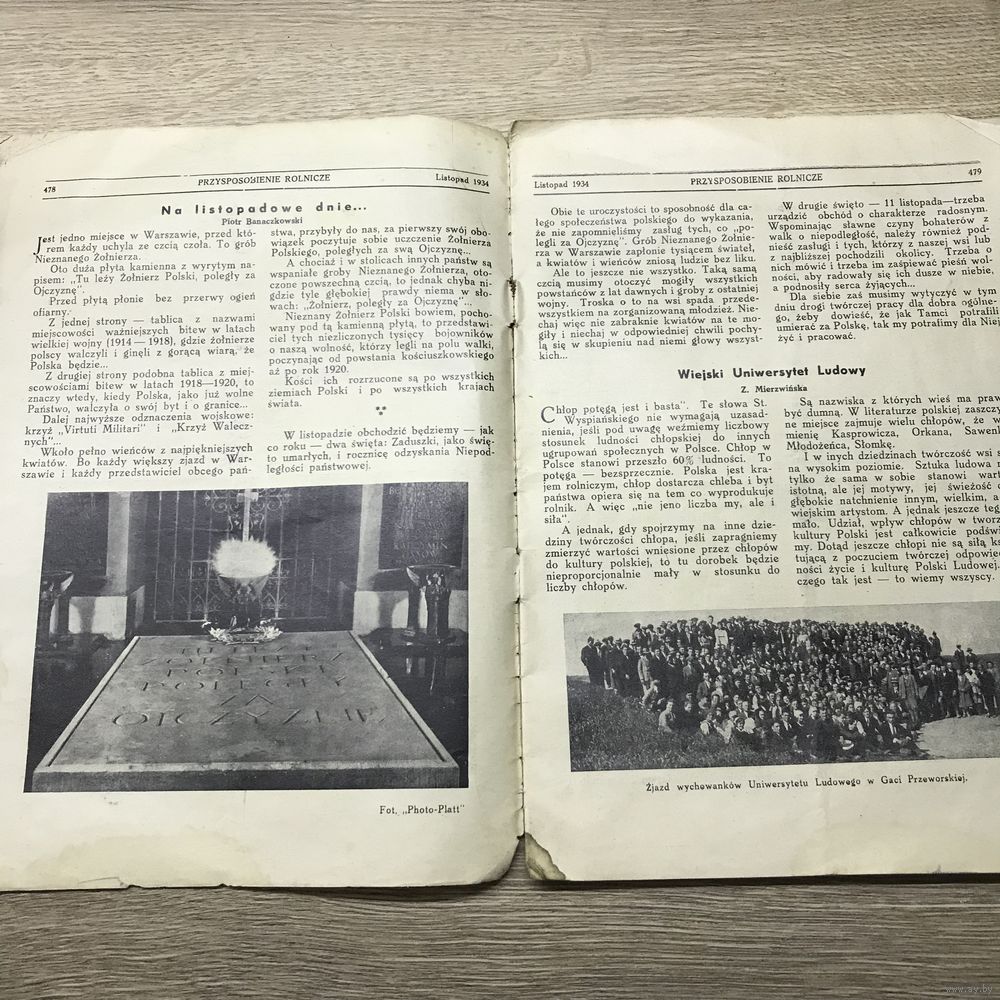 478
PRZYSPOSOBIENIE ROLNICZE
Listopad 1934
Na listopadowe dnie...
Piotr Banaczkowski
Jest jedno miejsce w Warszawie, przed któ-
rem każdy uchyla ze czcią czoła. To grób
Nieznanego Żołnierza.
Oto duża płyta kamienna z wyrytym na-
pisem: „Tu leży Żołnierz Polski, poległy za
Ojczyznę".
Przed płytą płonie bez przerwy ogień
ofiarny.
Z jednej strony — tablica z nazwami
miejscowości ważniejszych bitew w latach
wielkiej wojny (1914—1918), gdzie żołnierze
polscy walczyli i ginęli z gorącą wiarą, że
Polska będzie...
Z drugiej strony podobna tablica z miej-
scowościami bitew w latach 1918—1920, to
znaczy wtedy, kiedy Polska, jako już wolne
Państwo, walczyła o swój byt i o granice...
Dalej najwyższe odznaczenia wojskowe:
krzyż „Virtuti Militari" i „Krzyż Walecz-
nych"...
Wkoło pełno wieńców z najpiękniejszych
kwiatów. Bo każdy większy zjazd w War-
szawie i każdy przedstawiciel obcego pań-
stwa, przybyły do nas, za pierwszy swój obo-
wiązek poczytuje sobie uczczenie Żołnierza
Polskiego, poległych za swą Ojczyznę...
A chociaż i w stolicach innych państw są
wspaniałe groby Nieznanego Żołnierza, oto-
czone powszechną czcią, to jednak chyba ni-
gdzie tyle głębokiej prawdy niema w sło-
wach: „Żołnierz, poległy za Ojczyznę"...
Nieznany Żołnierz Polski bowiem, pocho-
wany pod tą kamienną płytą, to przedstawi-
ciel tych niezliczonych tysięcy bojowników
o naszą wolność, którzy legli na polu walki,
poczynając od powstania kościuszkowskiego
aż po rok 1920.
Kości ich rozrzucone są po wszystkich
ziemiach Polski i po wszystkich krajach
świata.
W listopadzie obchodzić będziemy — jak
co roku — dwa święta: Zaduszki, jako świę-
to umarłych, i rocznicę odzyskania Niepod-
ległości państwowej.
ŻOŁNIERZ
POLSKI
POLEGŁY
ZA
OJCZYZNĘ
Fot. „Photo-Platt"
Listopad 1934
PRZYSPOSOBIENIE ROLNICZE
479
Obie te uroczystości to sposobność dla ca-
łego społeczeństwa polskiego do wykazania,
że nie zapomnieliśmy zasług tych, co „po-
legli za Ojczyznę". Grób Nieznanego Żołnie-
rza w Warszawie zapłonie tysiącem świateł,
a kwiatów i wieńców zniosą ludzie bez liku.
Ale to jeszcze nie wszystko. Taką samą
czcią musimy otoczyć mogiły wszystkich
powstańców z lat dawnych i groby z ostatniej
wojny. Troska o to na wsi spada przede-
wszystkiem na zorganizowaną młodzież. Nie-
chaj więc nie zabraknie kwiatów na te mo-
giły i niechaj w odpowiedniej chwili pochy-
lą się w skupieniu nad niemi głowy wszyst-
kich...
W drugie święto — 11 listopada—trzeba
urządzić obchód o charakterze radosnym.
Wspominając sławne czyny bohaterów z
walk o niepodległość, należy również pod-
nieść zasługi i tych, którzy z naszej wsi lub
z najbliższej pochodzili okolicy. Trzeba o
nich mówić i trzeba im zaśpiewać pieśń wol-
ności, aby radowały się ich dusze w niebie,
a podnosiły serca żyjących...
Dla siebie zaś musimy wytyczyć w tym
dniu drogi twórczej pracy dla dobra ogólne-
go, żeby dowieść, że jak Tamci potrafili
umierać za Polskę, tak my potrafimy dla Niej
żyć i pracować.
Wiejski Uniwersytet Ludowy
Z. Mierzwińska
„Chłop potęgą jest i basta". Te słowa St.
Wyspiańskiego nie wymagają uzasad-
nienia, jeśli pod uwagę weźmiemy liczbowy
stosunek ludności chłopskiej do innych
ugrupowań społecznych w Polsce. Chłop w
Polsce stanowi przeszło 60% ludności. To
potęga — bezsprzecznie. Polska jest kra-
jem rolniczym, chłop dostarcza chleba i byt
państwa opiera się na tem co wyprodukuje
rolnik. A więc „nie jeno liczba my, ale i
siła".
A jednak, gdy spojrzymy na inne dzie-
dziny twórczości chłopa, jeśli zapragniemy
zmierzyć wartości wniesione przez chłopów
do kultury polskiej, to tu dorobek będzie
nieproporcjonalnie mały w stosunku do
liczby chłopów.
Są nazwiska z których wieś ma praw
być dumną. W literaturze polskiej zaszczy
ne miejsce zajmuje wielu chłopów, że w
mienię Kasprowicza, Orkana,
Młodożeńca, Słomkę.
I w innych dziedzinach twórczość wsi s
na wysokim poziomie. Sztuka ludowa n
tylko że sama w sobie stanowi wart
istotną, ale jej motywy, jej świeżość
głębokie natchnienie innym, wielkim, a
wiejskim artystom. A jednak jeszcze teg
mało. Udział, wpływ chłopów w tworz
kultury Polski jest całkowicie podświ
my. Dotąd jeszcze chłopi nie są siłą ks
tującą z poczuciem twórczej odpowied
ności życie i kulturę Polski Ludowej.
czego tak jest — to wiemy wszyscy.
Zjazd wychowanków Uniwersytetu Ludowego w Gaci Przeworskiej.
www.ay.by